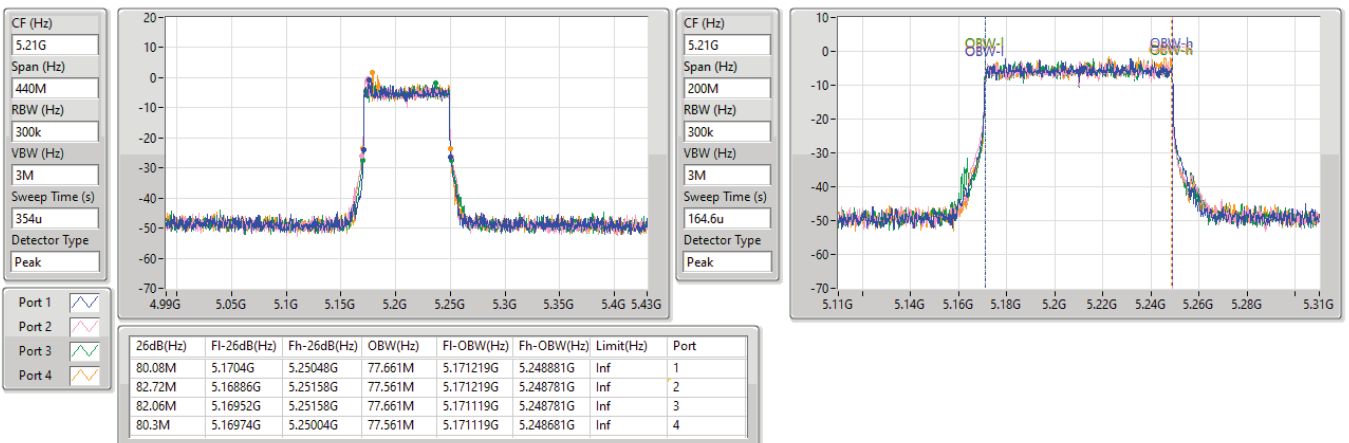 CF (Hz)
5.21G
Span (Hz)
440M
RBW (Hz)
300k
VBW (Hz)
3M
Sweep Time (s)
354u
Detector Type
Peak
20
10
0
-10
-20
-30
-40
-50
-60
-70
4.99G 5.05G 5.1G 5.15G 5.2G 5.25G 5.3G 5.35G 5.4G 5.43G
CF (Hz)
5.21G
Span (Hz)
200M
RBW (Hz)
300k
VBW (Hz)
3M
Sweep Time (s)
164.6u
Detector Type
Peak
10
0
-10
-20
-30
-40
-50
-60
-70
OBW-l
OBW-h
5.11G 5.14G 5.16G 5.18G 5.2G 5.22G 5.24G 5.26G 5.28G 5.31G
Port 1
Port 2
Port 3
Port 4
26dB(Hz) Fl-26dB(Hz) Fh-26dB(Hz) OBW(Hz) Fl-OBW(Hz) Fh-OBW(Hz) Limit(Hz) Port
80.08M 5.1704G 5.25048G 77.661M 5.171219G 5.248881G Inf 1
82.72M 5.16886G 5.25158G 77.561M 5.171219G 5.248781G Inf 2
82.06M 5.16952G 5.25158G 77.661M 5.171119G 5.248781G Inf 3
80.3M 5.16974G 5.25004G 77.561M 5.171119G 5.248681G Inf 4